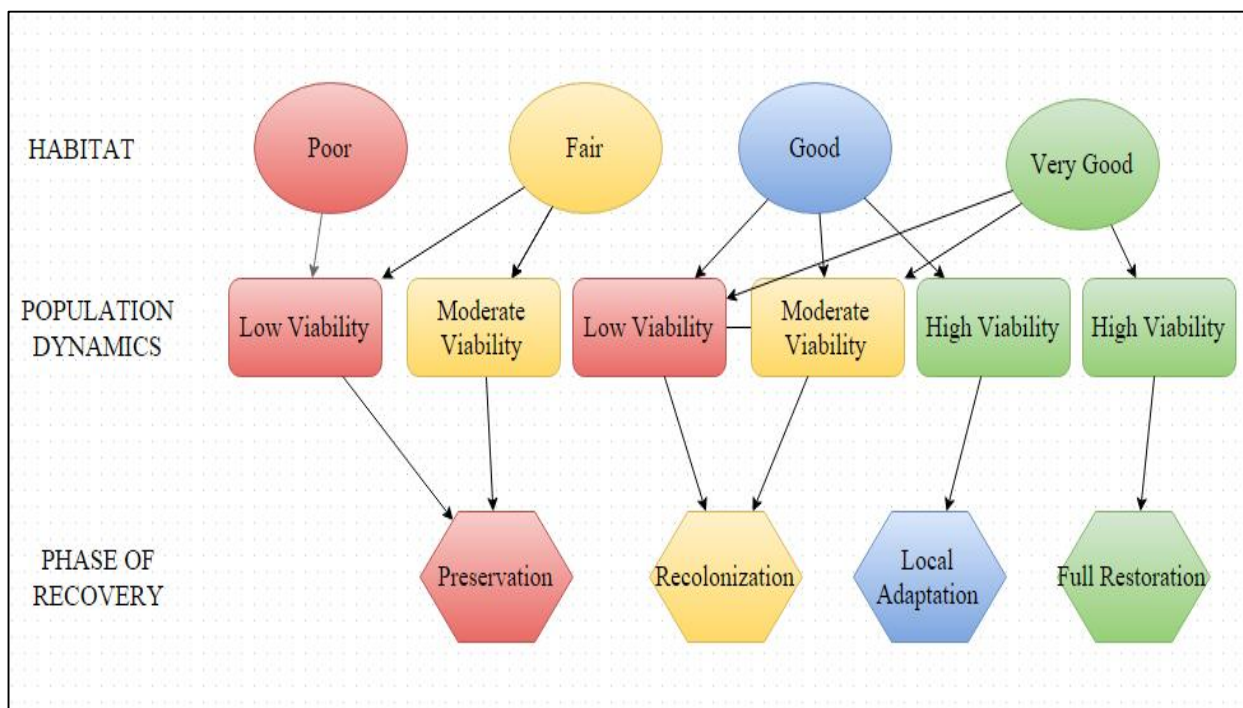 HABITAT
Poor
Fair
Good
Very Good
POPULATION
DYNAMICS
Low Viability
Moderate
Viability
Low Viability
Moderate
Viability
High Viability
High Viability
PHASE OF
RECOVERY
Preservation
Recolonization
Local
Adaptation
Full Restoration